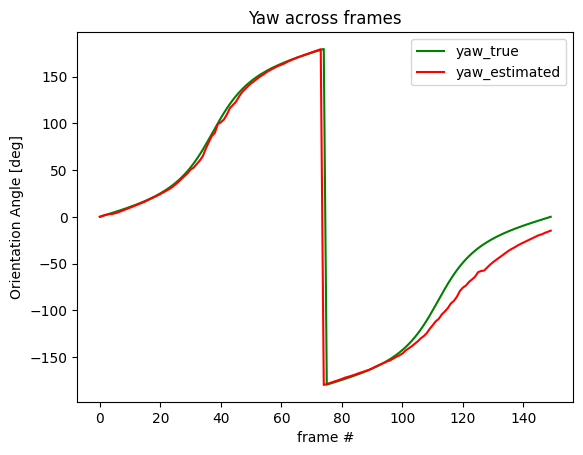 Yaw across frames
yaw_true
yaw_estimated
Orientation Angle [deg]
150
100
50
0
−50
−100
−150
0 20 40 60 80 100 120 140
frame #